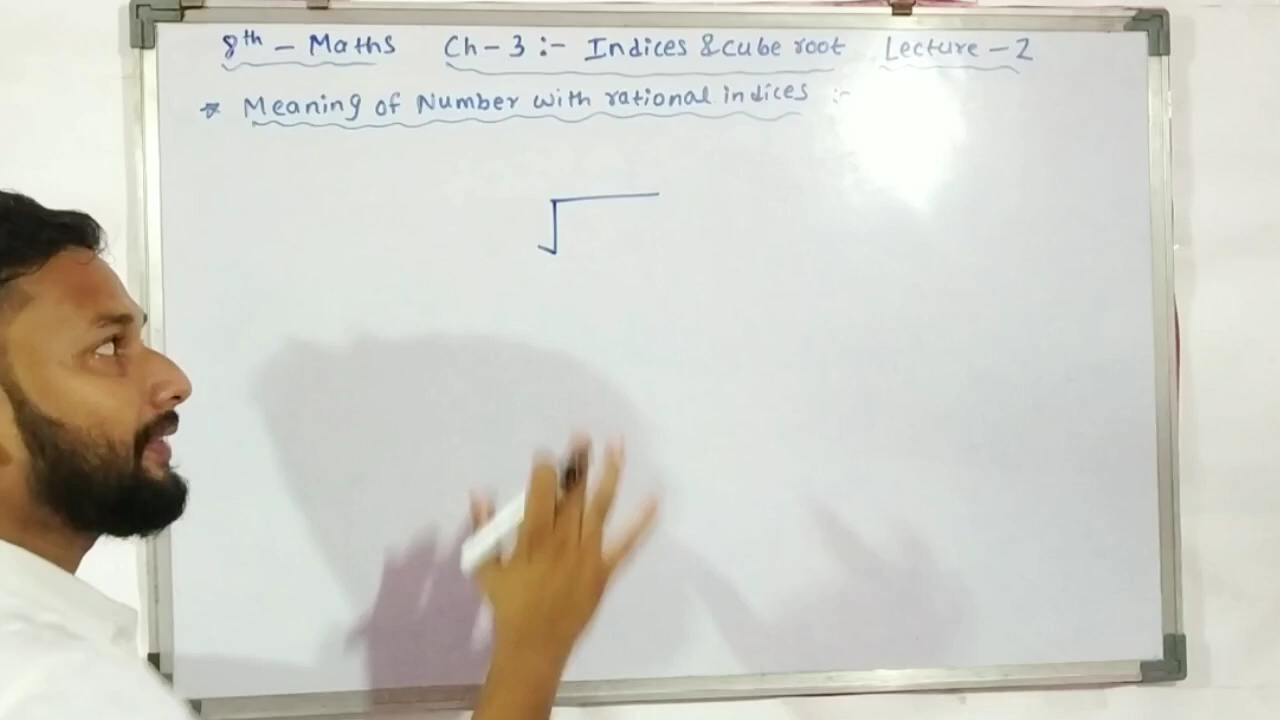 8th - Maths Ch-3 :- Indices & cube root Lecture - 2
* Meaning of Number with rational indices :-
√